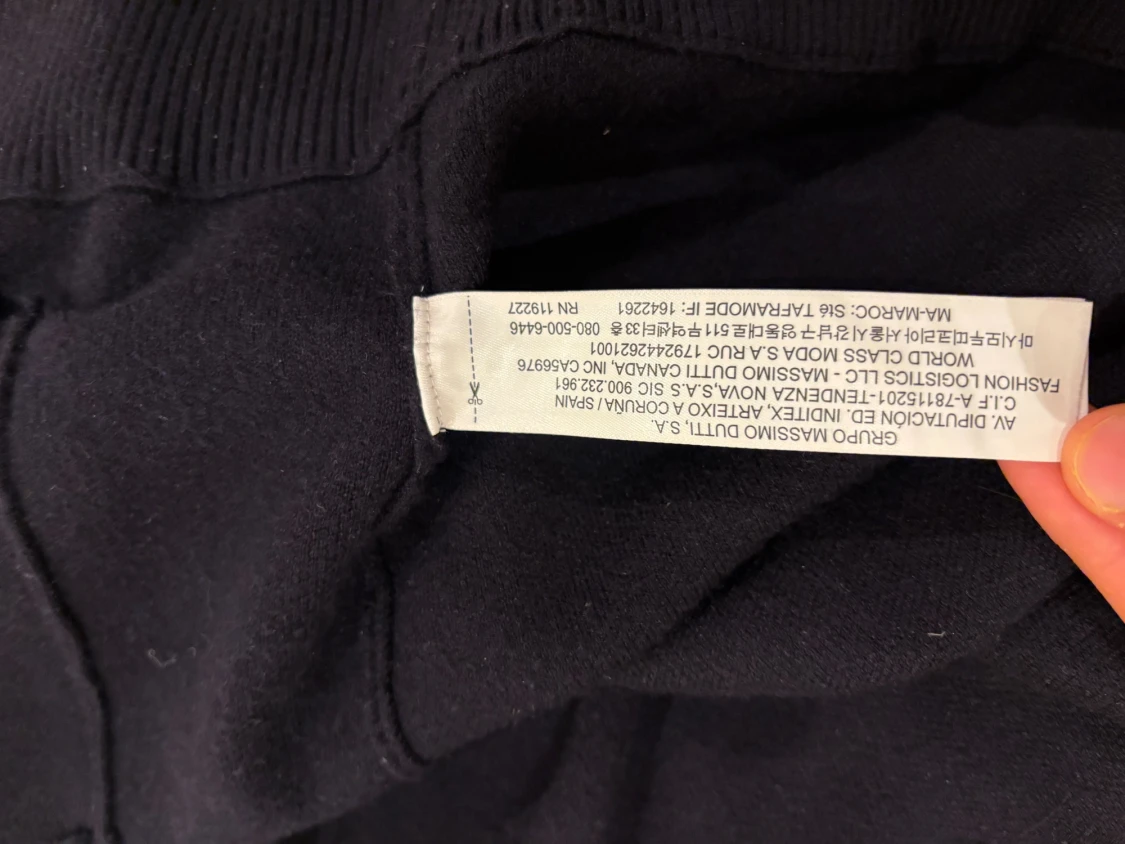 GRUPO MASSIMO DUTTI, S.A.
AV. DIPUTACIÓN ED. INDITEX, ARTEIXO A CORUÑA / SPAIN
C.I.F A-78115201-TENDENZA NOVA,S.A.S SIC 900.232.961
FASHION LOGISTICS LLC - MASSIMO DUTTI CANADA, INC CA56976
WORLD CLASS MODA S.A RUC 1792442621001
마시모두띠코리아서울시강남구영동대로511무역센터33층 080-500-6446
MA-MAROC: Sté TAFRAMODE IF: 1642261 RN 119227